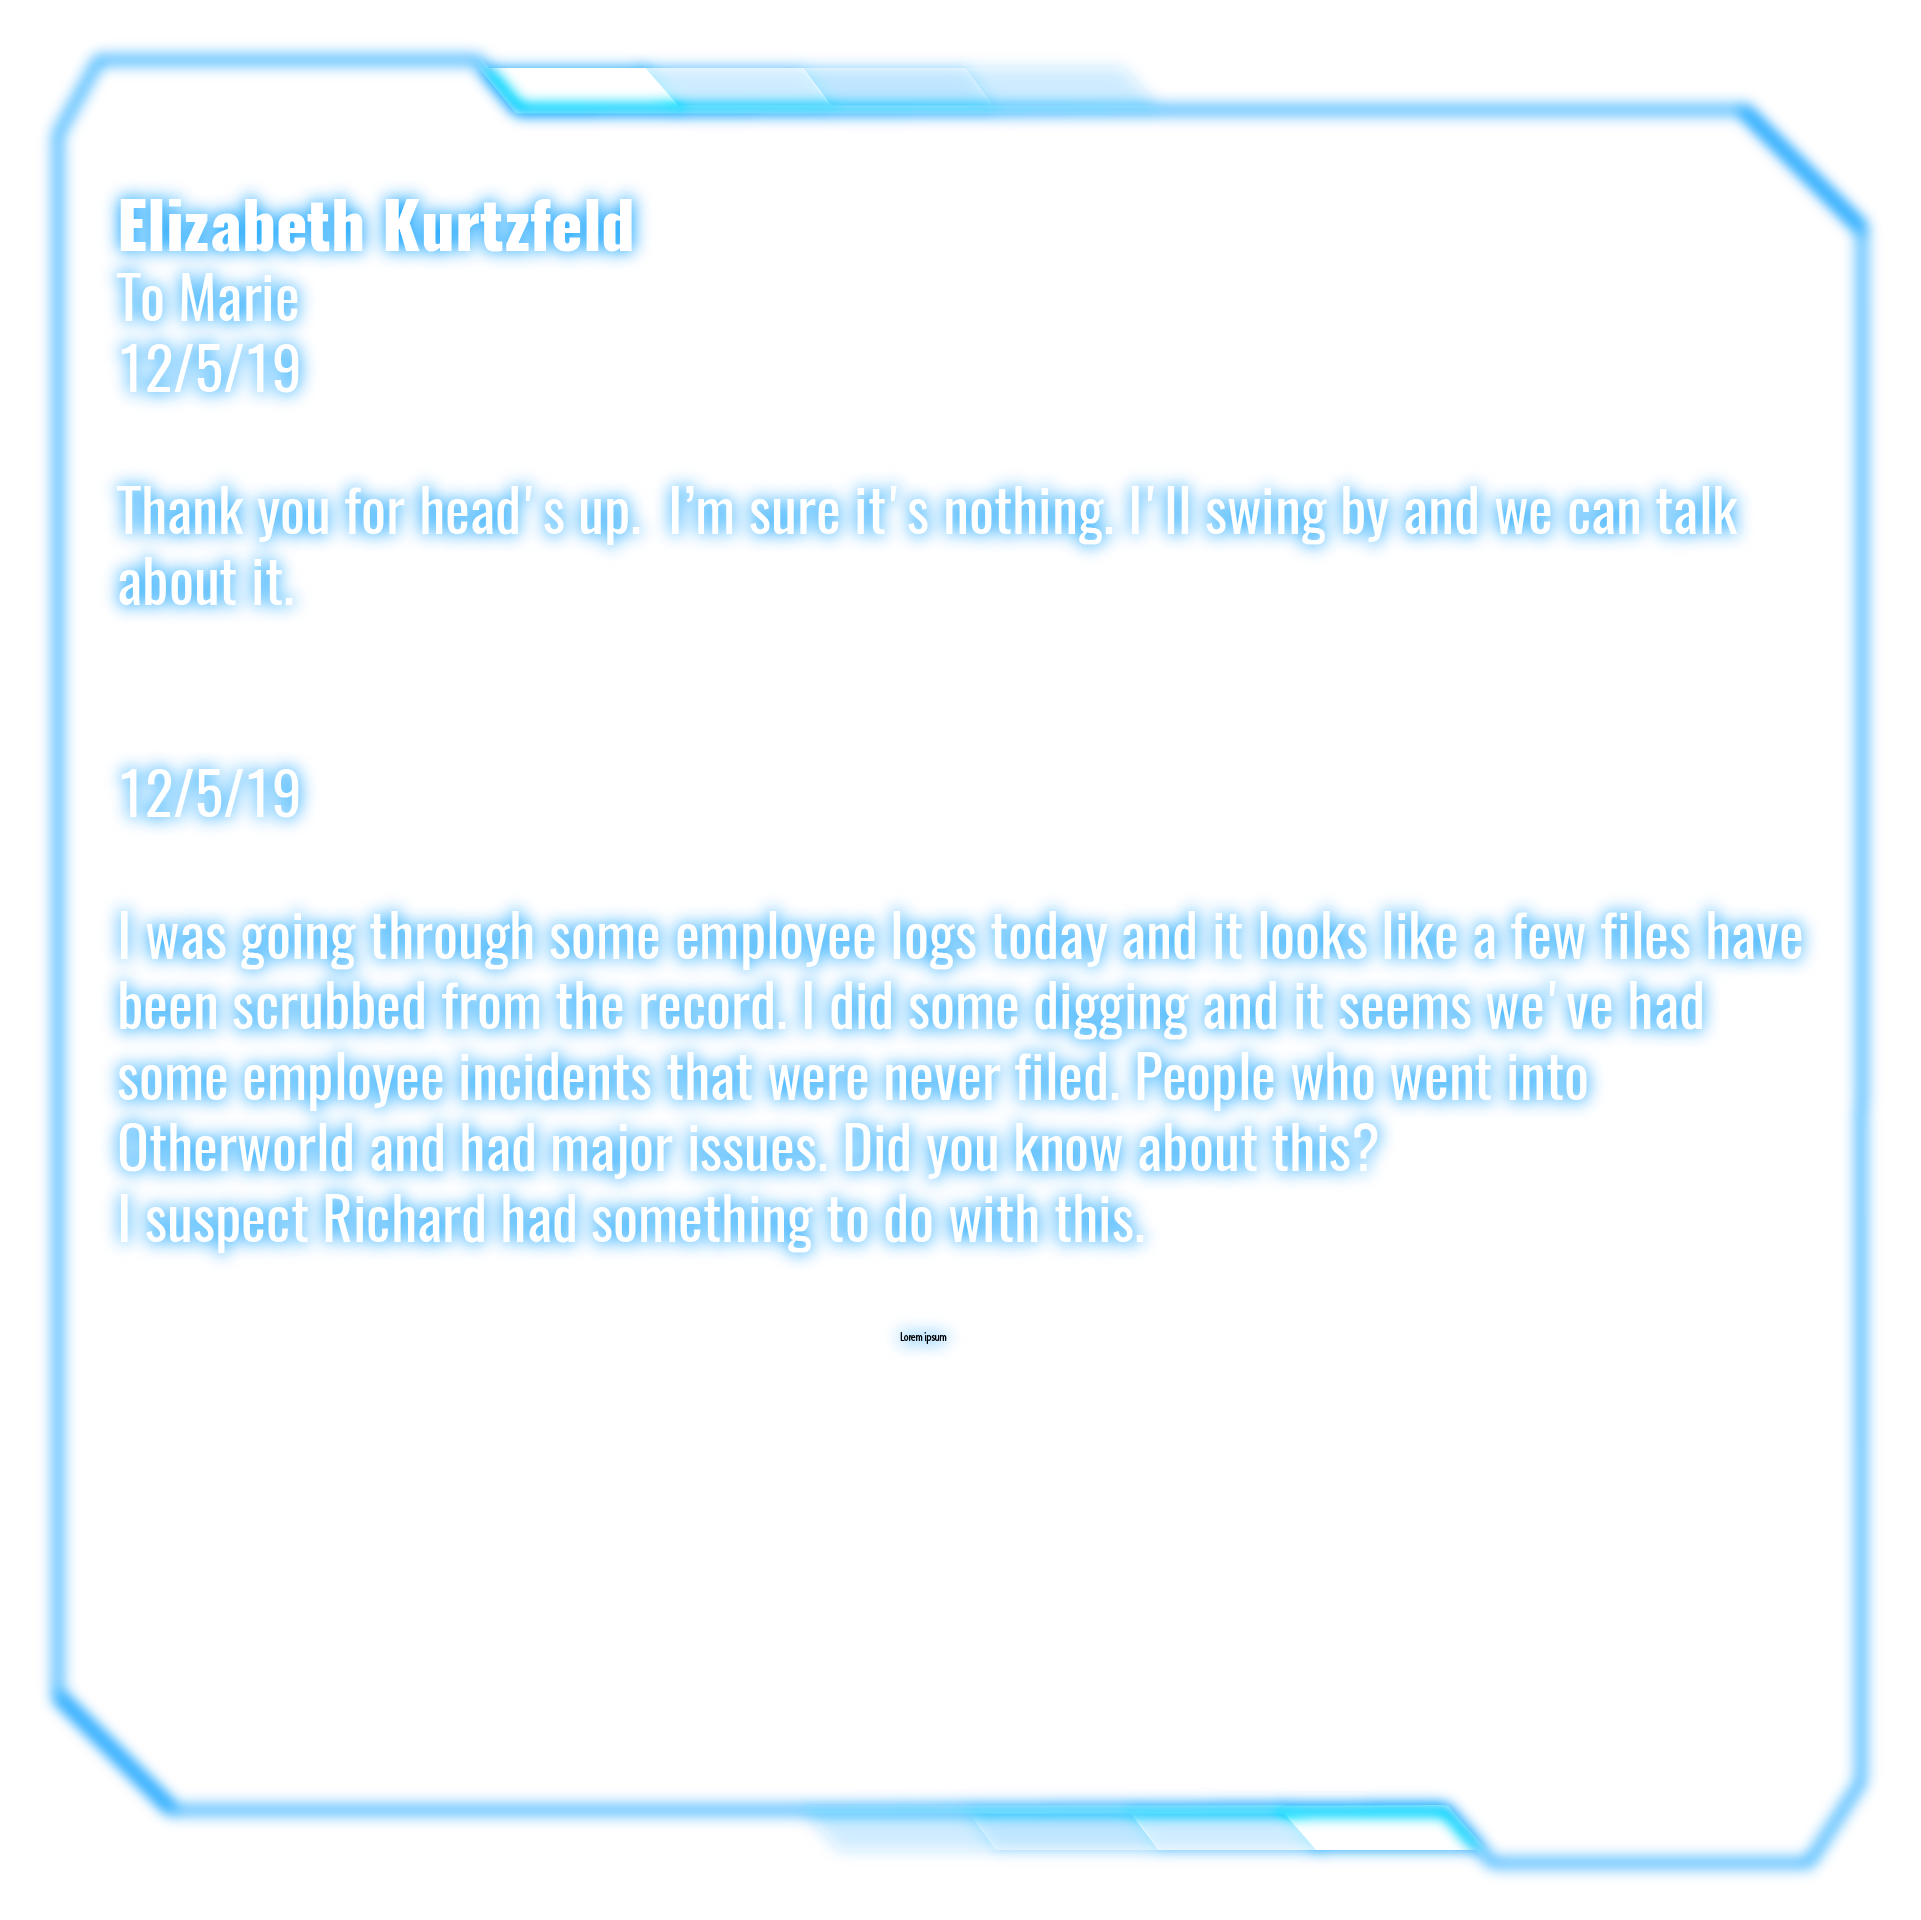 Elizabeth Kurtzfeld
To Marie
12/5/19
Thank you for head's up.  I’m sure it's nothing. I'll swing by and we can talk
about it.
12/5/19
I was going through some employee logs today and it looks like a few files have
been scrubbed from the record. I did some digging and it seems we've had
some employee incidents that were never filed. People who went into
Otherworld and had major issues. Did you know about this?
I suspect Richard had something to do with this.
Lorem ipsum